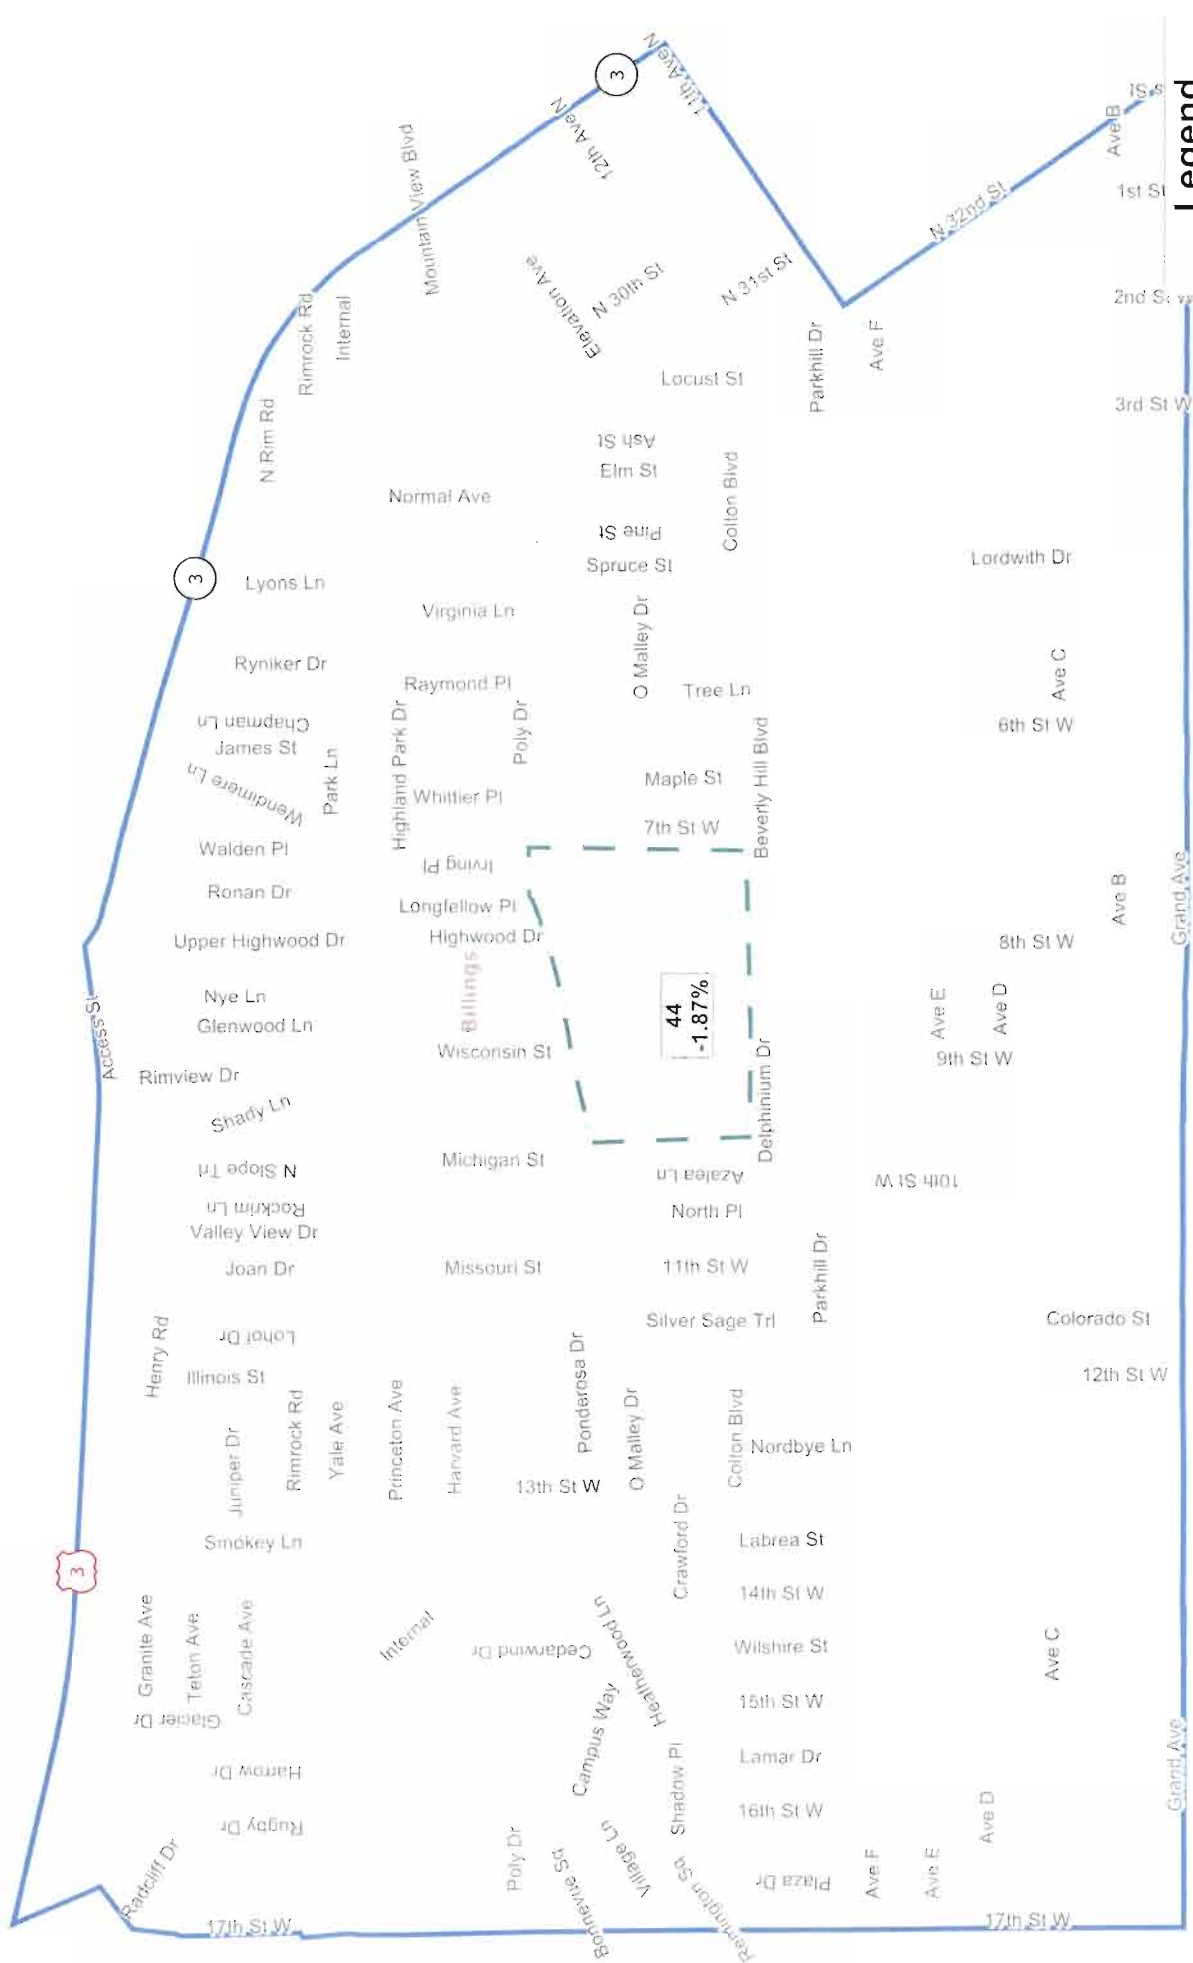 N
3
11th Ave N
12th Ave N
Mountain View Blvd
Ave B
1st St
Legend
N 32nd St
Elevation Ave
N 30th St
N 31st St
2nd St
Rimrock Rd
Internal
Parkhill Dr
Ave F
Locust St
3rd St W
N Rim Rd
Ash St
Elm St
Normal Ave
Colton Blvd
Pine St
Spruce St
Lordwith Dr
3
Lyons Ln
Virginia Ln
O Malley Dr
Ryniker Dr
Raymond Pl
Tree Ln
Ave C
Chapman Ln
James St
Highland Park Dr
Poly Dr
6th St W
Wendimere Ln
Park Ln
Whittier Pl
Maple St
Beverly Hill Blvd
7th St W
Walden Pl
Irving Pl
Ronan Dr
Longfellow Pl
Ave B
Grand Ave
Upper Highwood Dr
Highwood Dr
8th St W
Billings
Nye Ln
Glenwood Ln
44
-1.87%
Ave E
Ave D
Access St
Wisconsin St
9th St W
Rimview Dr
Shady Ln
Delphinium Dr
N Slope Trl
Michigan St
Azalea Ln
10th St W
Rockrim Ln
Valley View Dr
North Pl
Joan Dr
Missouri St
11th St W
Parkhill Dr
Henry Rd
Lohof Dr
Silver Sage Trl
Colorado St
Illinois St
12th St W
Juniper Dr
Rimrock Rd
Yale Ave
Princeton Ave
Harvard Ave
Ponderosa Dr
O Malley Dr
Colton Blvd
Nordbye Ln
13th St W
Smokey Ln
Crawford Dr
Labrea St
3
14th St W
Granite Ave
Teton Ave
Cascade Ave
Internal
Cedarwind Dr
Heatherwood Ln
Wilshire St
Ave C
Glacier Dr
Campus Way
15th St W
Harrow Dr
Shadow Pl
Lamar Dr
Grand Ave
Rugby Dr
16th St W
Ave D
Radcliff Dr
Poly Dr
Bonnevue Sq
Village Ln
Remington Sq
Plaza Dr
Ave F
Ave E
17th St W
17th St W